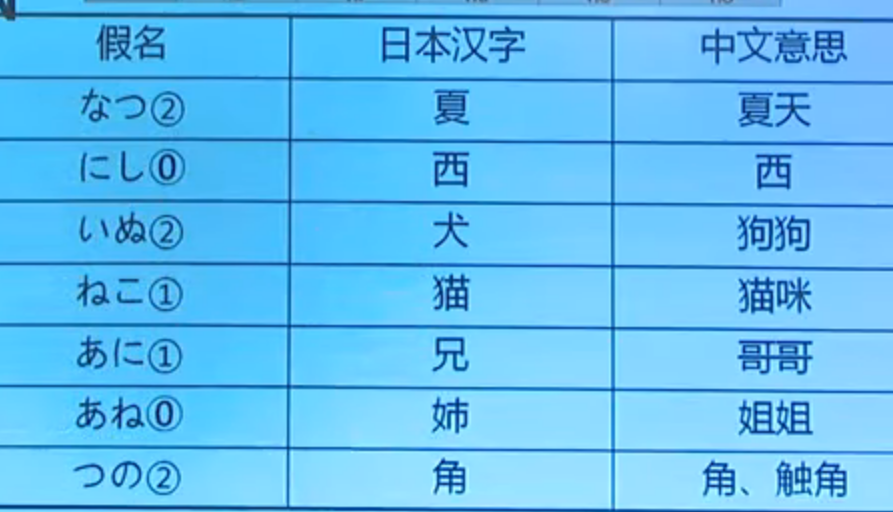 假名 日本汉字 中文意思
なつ② 夏 夏天
にし⓪ 西 西
いぬ② 犬 狗狗
ねこ① 猫 猫咪
あに① 兄 哥哥
あね⓪ 姉 姐姐
つの② 角 角、触角